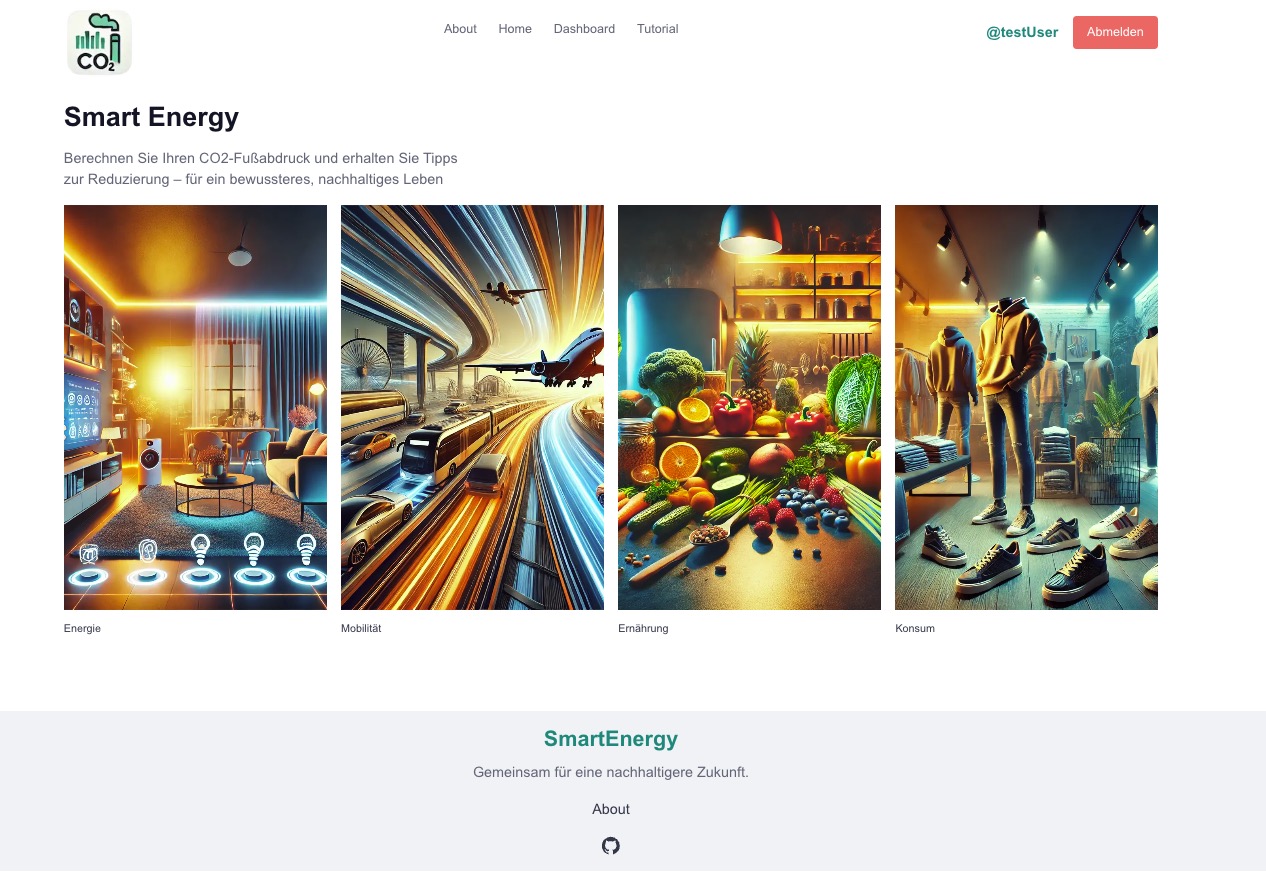 CO2
About Home Dashboard Tutorial
@testUser
Abmelden
Smart Energy
Berechnen Sie Ihren CO2-Fußabdruck und erhalten Sie Tipps
zur Reduzierung – für ein bewussteres, nachhaltiges Leben
Energie
Mobilität
Ernährung
Konsum
SmartEnergy
Gemeinsam für eine nachhaltigere Zukunft.
About